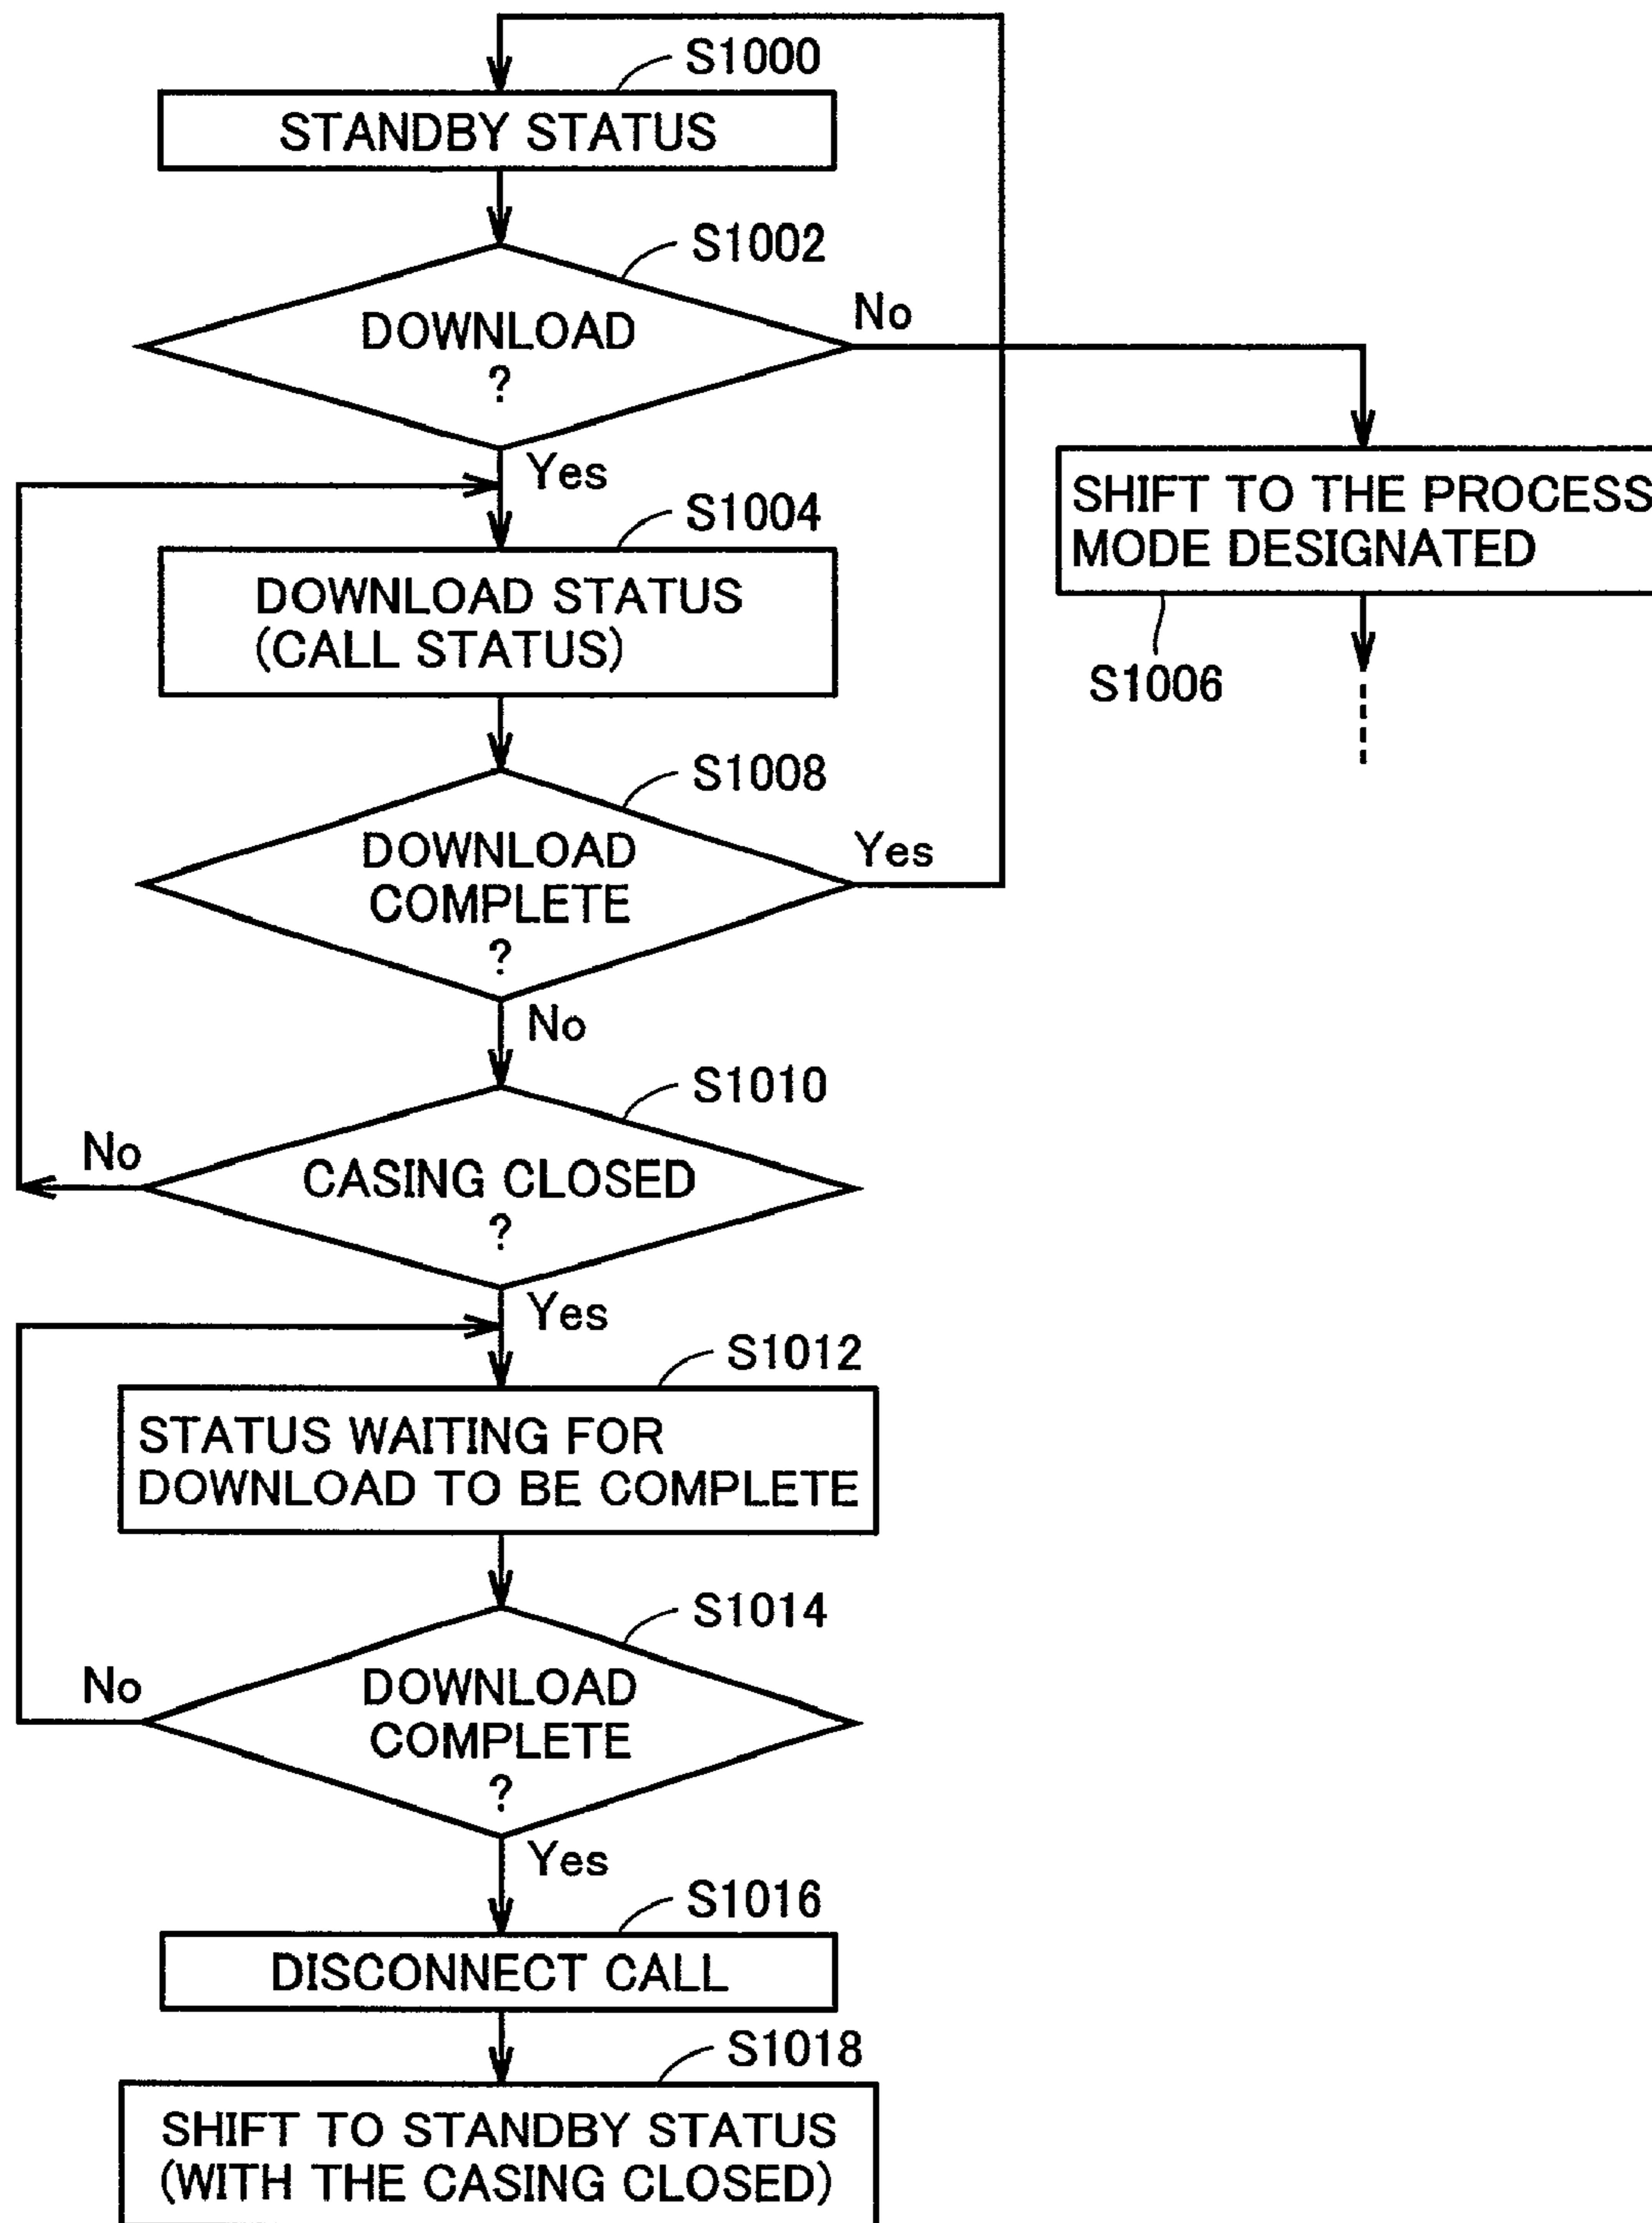 S1000
STANDBY STATUS
S1002
DOWNLOAD
?
No
Yes
SHIFT TO THE PROCESS
MODE DESIGNATED
S1006
S1004
DOWNLOAD STATUS
(CALL STATUS)
S1008
DOWNLOAD
COMPLETE
?
Yes
No
S1010
CASING CLOSED
?
No
Yes
S1012
STATUS WAITING FOR
DOWNLOAD TO BE COMPLETE
S1014
DOWNLOAD
COMPLETE
?
No
Yes
S1016
DISCONNECT CALL
S1018
SHIFT TO STANDBY STATUS
(WITH THE CASING CLOSED)